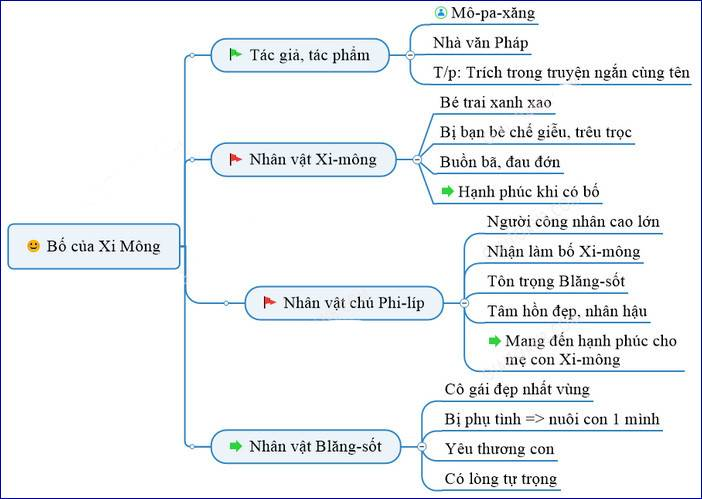 Bố của Xi Mông
Tác giả, tác phẩm
Mô-pa-xăng
Nhà văn Pháp
T/p: Trích trong truyện ngắn cùng tên
Nhân vật Xi-mông
Bé trai xanh xao
Bị bạn bè chế giễu, trêu trọc
Buồn bã, đau đớn
Hạnh phúc khi có bố
Nhân vật chú Phi-líp
Người công nhân cao lớn
Nhận làm bố Xi-mông
Tôn trọng Blăng-sốt
Tâm hồn đẹp, nhân hậu
Mang đến hạnh phúc cho
mẹ con Xi-mông
Nhân vật Blăng-sốt
Cô gái đẹp nhất vùng
Bị phụ tình => nuôi con 1 mình
Yêu thương con
Có lòng tự trọng